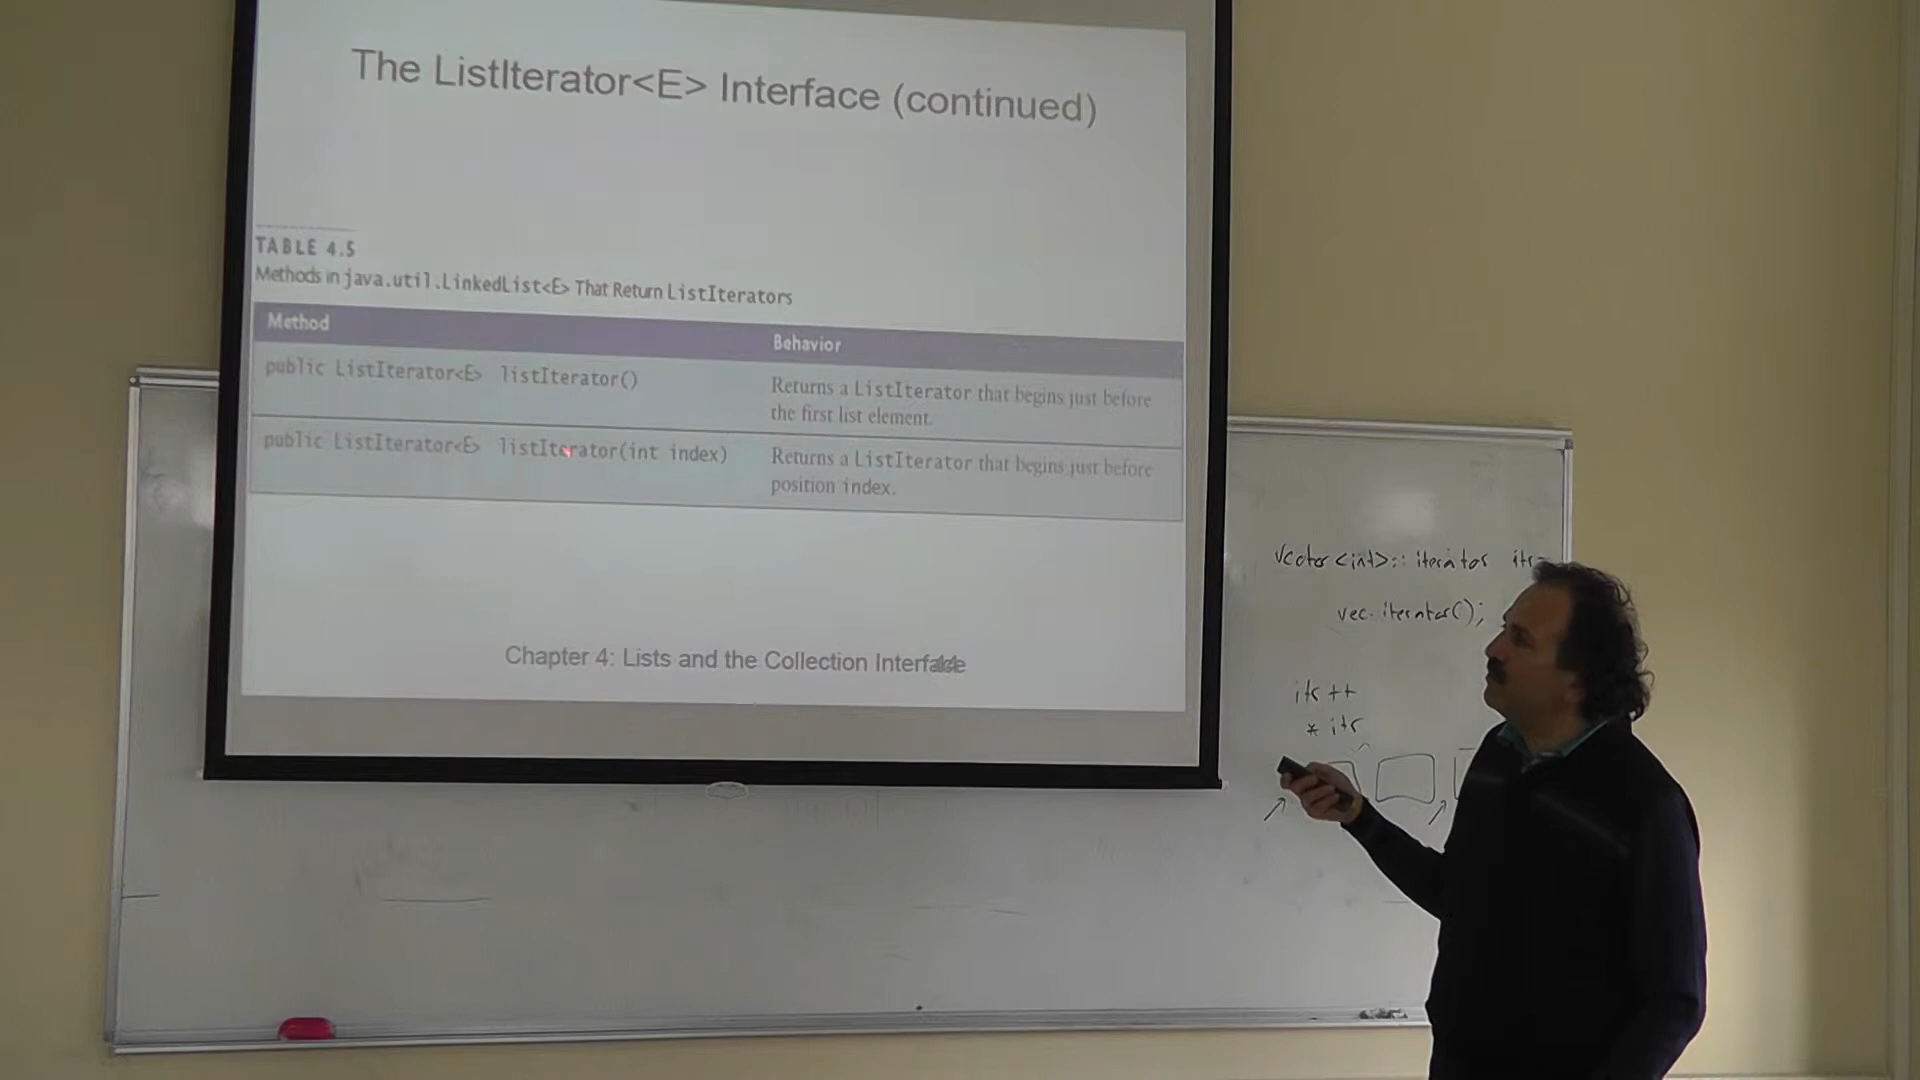 The ListIterator<E> Interface (continued)
TABLE 4.5
Methods in java.util.LinkedList<E> That Return ListIterators
Method Behavior
public ListIterator<E> listIterator() Returns a ListIterator that begins just before
the first list element.
public ListIterator<E> listIterator(int index) Returns a ListIterator that begins just before
position index.
Chapter 4: Lists and the Collection Interface
vector<int>:: iterator itr =
vec. iterator();
itr ++
* itr